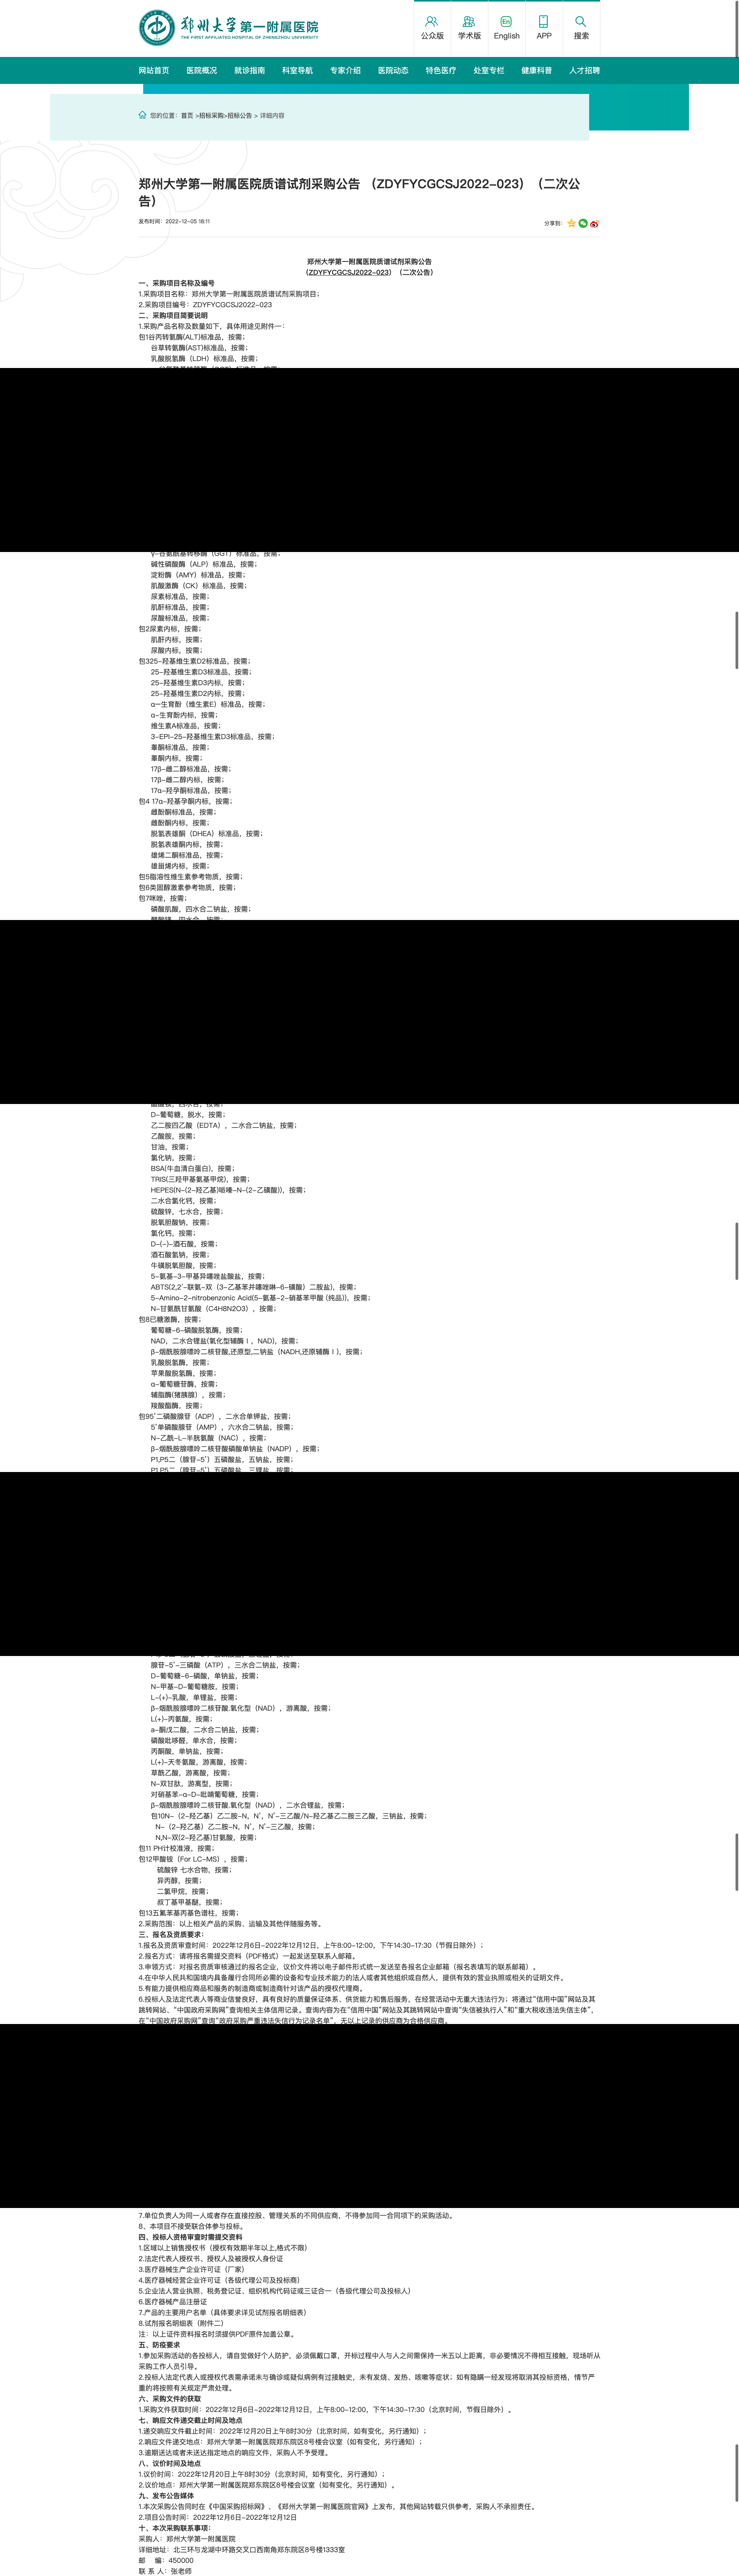 郑州大学第一附属医院
THE FIRST AFFILIATED HOSPITAL OF ZHENGZHOU UNIVERSITY
公众版 学术版 English APP 搜索
网站首页 医院概况 就诊指南 科室导航 专家介绍 医院动态 特色医疗 处室专栏 健康科普 人才招聘
您的位置：首页 >招标采购>招标公告 > 详细内容
郑州大学第一附属医院质谱试剂采购公告 （ZDYFYCGCSJ2022-023）（二次公
告）
发布时间：2022-12-05 18:11
分享到：
郑州大学第一附属医院质谱试剂采购公告
（ZDYFYCGCSJ2022-023）（二次公告）
一、采购项目名称及编号
1.采购项目名称：郑州大学第一附属医院质谱试剂采购项目；
2.采购项目编号：ZDYFYCGCSJ2022-023
二、采购项目简要说明
1.采购产品名称及数量如下，具体用途见附件一：
包1谷丙转氨酶(ALT)标准品，按需；
谷草转氨酶(AST)标准品，按需；
乳酸脱氢酶（LDH）标准品，按需；
γ-谷氨酰基转移酶（GGT）标准品，按需；
碱性磷酸酶（ALP）标准品，按需；
淀粉酶（AMY）标准品，按需；
肌酸激酶（CK）标准品，按需；
尿素标准品，按需；
肌酐标准品，按需；
尿酸标准品，按需；
包2尿素内标，按需；
肌酐内标，按需；
尿酸内标，按需；
包325-羟基维生素D2标准品，按需；
25-羟基维生素D3标准品，按需；
25-羟基维生素D3内标，按需；
25-羟基维生素D2内标，按需；
α—生育酚（维生素E）标准品，按需；
α-生育酚内标，按需；
维生素A标准品，按需；
3-EPI-25-羟基维生素D3标准品，按需；
睾酮标准品，按需；
睾酮内标，按需；
17β-雌二醇标准品，按需；
17β-雌二醇内标，按需；
17α-羟孕酮标准品，按需；
包4 17α-羟基孕酮内标，按需；
雌酚酮标准品，按需；
雌酚酮内标，按需；
脱氢表雄酮（DHEA）标准品，按需；
脱氢表雄酮内标，按需；
雄烯二酮标准品，按需；
雄甾烯内标，按需；
包5脂溶性维生素参考物质，按需；
包6类固醇激素参考物质，按需；
包7咪唑，按需；
磷酸肌酸，四水合二钠盐，按需；
醋酸镁，四水合，按需；
D-葡萄糖，脱水，按需；
乙二胺四乙酸（EDTA），二水合二钠盐，按需；
乙酸胺，按需；
甘油，按需；
氯化钠，按需；
BSA(牛血清白蛋白)，按需；
TRIS(三羟甲基氨基甲烷)，按需；
HEPES(N-(2-羟乙基)哌嗪-N-(2-乙磺酸))，按需；
二水合氯化钙，按需；
硫酸锌，七水合，按需；
脱氧胆酸钠，按需；
氯化钙，按需；
D-(-)-酒石酸，按需；
酒石酸氢钠，按需；
牛磺脱氧胆酸，按需；
5-氨基-3-甲基异噻唑盐酸盐，按需；
ABTS(2,2'-联氨-双（3-乙基苯并噻唑啉-6-磺酸）二胺盐)，按需；
5-Amino-2-nitrobenzonic Acid(5-氨基-2-硝基苯甲酸 (纯品))，按需；
N-甘氨酰甘氨酸（C4H8N2O3），按需；
包8已糖激酶，按需；
葡萄糖-6-磷酸脱氢酶，按需；
NAD，二水合锂盐(氧化型辅酶Ⅰ，NAD)，按需；
β-烟酰胺腺嘌呤二核苷酸,还原型,二钠盐（NADH,还原辅酶Ⅰ)，按需；
乳酸脱氢酶，按需；
苹果酸脱氢酶，按需；
α-葡萄糖苷酶，按需；
辅脂酶(猪胰腺），按需；
羧酸酯酶，按需；
包95'二磷酸腺苷（ADP），二水合单钾盐，按需；
5'单磷酸腺苷（AMP），六水合二钠盐，按需；
N-乙酰-L-半胱氨酸（NAC），按需；
β-烟酰胺腺嘌呤二核苷酸磷酸单钠盐（NADP），按需；
P1,P5二（腺苷-5'）五磷酸盐，五钠盐，按需；
P1,P5二（腺苷-5'）五磷酸盐，三锂盐，按需；
腺苷-5'-三磷酸（ATP），三水合二钠盐，按需；
D-葡萄糖-6-磷酸，单钠盐，按需；
N-甲基-D-葡萄糖胺，按需；
L-(+)-乳酸，单锂盐，按需；
β-烟酰胺腺嘌呤二核苷酸.氧化型（NAD），游离酸，按需；
L(+)-丙氨酸，按需；
a-酮戊二酸，二水合二钠盐，按需；
磷酸吡哆醛，单水合，按需；
丙酮酸，单钠盐，按需；
L(+)-天冬氨酸，游离酸，按需；
草酰乙酸，游离酸，按需；
N-双甘肽，游离型，按需；
对硝基苯-α-D-吡喃葡萄糖，按需；
β-烟酰胺腺嘌呤二核苷酸.氧化型（NAD），二水合锂盐，按需；
包10N-（2-羟乙基）乙二胺-N，N'，N'-三乙酸/N-羟乙基乙二胺三乙酸，三钠盐，按需；
N-（2-羟乙基）乙二胺-N，N'，N'-三乙酸，按需；
N,N-双(2-羟乙基)甘氨酸，按需；
包11 PH计校准液，按需；
包12甲酸铵（For LC-MS），按需；
硫酸锌 七水合物，按需；
异丙醇，按需；
二氯甲烷，按需；
叔丁基甲基醚，按需；
包13五氟苯基丙基色谱柱，按需；
2.采购范围：以上相关产品的采购、运输及其他伴随服务等。
三、报名及资质要求：
1.报名及资质审查时间：2022年12月6日-2022年12月12日，上午8:00-12:00，下午14:30-17:30（节假日除外）；
2.报名方式：请将报名需提交资料（PDF格式）一起发送至联系人邮箱。
3.申领方式：对报名资质审核通过的报名企业，议价文件将以电子邮件形式统一发送至各报名企业邮箱（报名表填写的联系邮箱）。
4.在中华人民共和国境内具备履行合同所必需的设备和专业技术能力的法人或者其他组织或自然人，提供有效的营业执照或相关的证明文件。
5.有能力提供相应商品和服务的制造商或制造商针对该产品的授权代理商。
6.投标人及法定代表人等商业信誉良好，具有良好的质量保证体系、供货能力和售后服务，在经营活动中无重大违法行为；将通过“信用中国”网站及其
跳转网站、“中国政府采购网”查询相关主体信用记录。查询内容为在“信用中国”网站及其跳转网站中查询“失信被执行人”和“重大税收违法失信主体”，
在“中国政府采购网”查询“政府采购严重违法失信行为记录名单”，无以上记录的供应商为合格供应商。
7.单位负责人为同一人或者存在直接控股、管理关系的不同供应商，不得参加同一合同项下的采购活动。
8、本项目不接受联合体参与投标。
四、投标人资格审查时需提交资料
1.区域以上销售授权书（授权有效期半年以上,格式不限）
2.法定代表人授权书、授权人及被授权人身份证
3.医疗器械生产企业许可证（厂家）
4.医疗器械经营企业许可证（各级代理公司及投标商）
5.企业法人营业执照、税务登记证、组织机构代码证或三证合一（各级代理公司及投标人）
6.医疗器械产品注册证
7.产品的主要用户名单（具体要求详见试剂报名明细表）
8.试剂报名明细表（附件二）
注：以上证件资料报名时须提供PDF原件加盖公章。
五、防疫要求
1.参加采购活动的各投标人，请自觉做好个人防护，必须佩戴口罩，开标过程中人与人之间需保持一米五以上距离，非必要情况不得相互接触，现场听从
采购工作人员引导。
2.投标人法定代表人或授权代表需承诺未与确诊或疑似病例有过接触史，未有发烧、发热、咳嗽等症状；如有隐瞒一经发现将取消其投标资格，情节严
重的将按照有关规定严肃处理。
六、采购文件的获取
1.采购文件获取时间：2022年12月6日-2022年12月12日，上午8:00-12:00，下午14:30-17:30（北京时间，节假日除外）。
七、响应文件递交截止时间及地点
1.递交响应文件截止时间：2022年12月20日上午8时30分（北京时间，如有变化，另行通知）；
2.响应文件递交地点：郑州大学第一附属医院郑东院区8号楼会议室（如有变化，另行通知）；
3.逾期送达或者未送达指定地点的响应文件，采购人不予受理。
八、议价时间及地点
1.议价时间：2022年12月20日上午8时30分（北京时间，如有变化，另行通知）；
2.议价地点：郑州大学第一附属医院郑东院区8号楼会议室（如有变化，另行通知）。
九、发布公告媒体
1.本次采购公告同时在《中国采购招标网》、《郑州大学第一附属医院官网》上发布，其他网站转载只供参考，采购人不承担责任。
2.项目公告时间：2022年12月6日-2022年12月12日
十、本次采购联系事项：
采购人：郑州大学第一附属医院
详细地址：北三环与龙湖中环路交叉口西南角郑东院区8号楼1333室
邮 编：450000
联 系 人：张老师